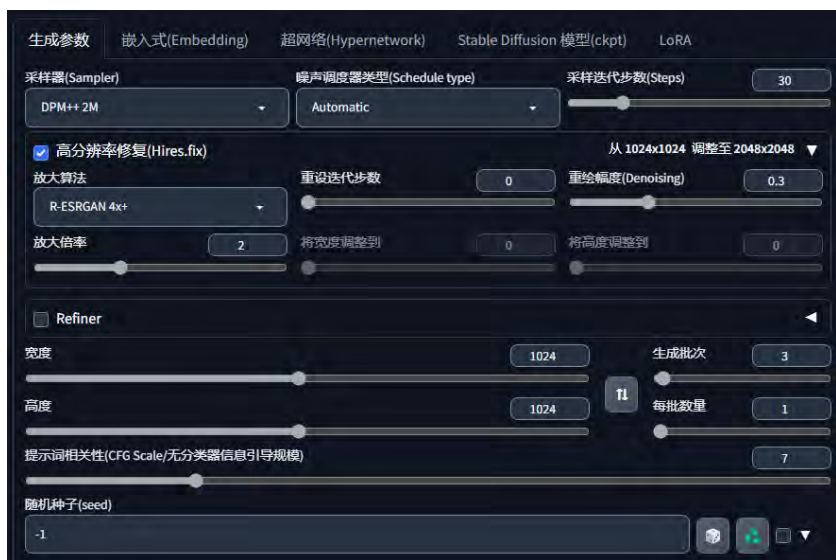 生成参数 嵌入式(Embedding) 超网络(Hypernetwork) Stable Diffusion 模型(ckpt) LoRA
采样器(Sampler) 噪声调度器类型(Schedule type) 采样迭代步数(Steps) 30
DPM++ 2M Automatic
高分辨率修复(Hires.fix) 从 1024x1024 调整至 2048x2048
放大算法 重设迭代步数 0 重绘幅度(Denoising) 0.3
R-ESRGAN 4x+
放大倍率 2 将宽度调整到 0 将高度调整到 0
Refiner
宽度 1024 生成批次 3
高度 1024 每批数量 1
提示词相关性(CFG Scale/无分类器信息引导规模) 7
随机种子(seed)
-1